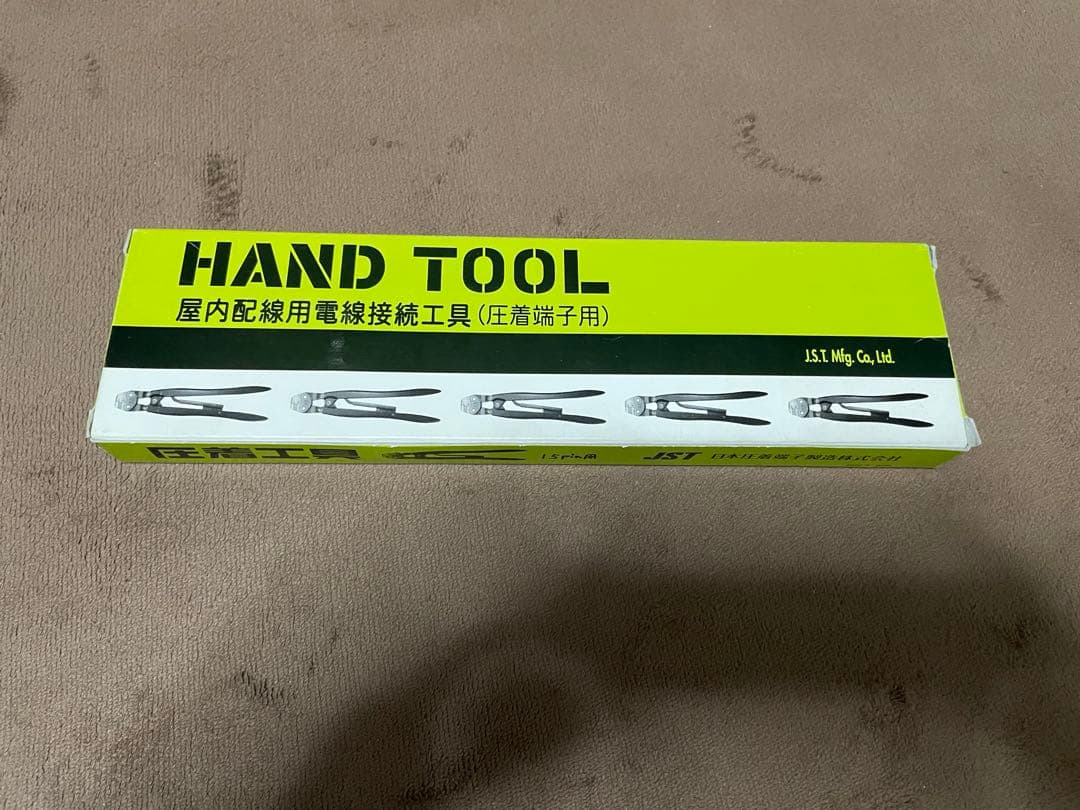 HAND TOOL
屋内配線用電線接続工具(圧着端子用)
J.S.T. Mfg. Co., Ltd.
圧着工具
JST 日本圧着端子製造株式会社